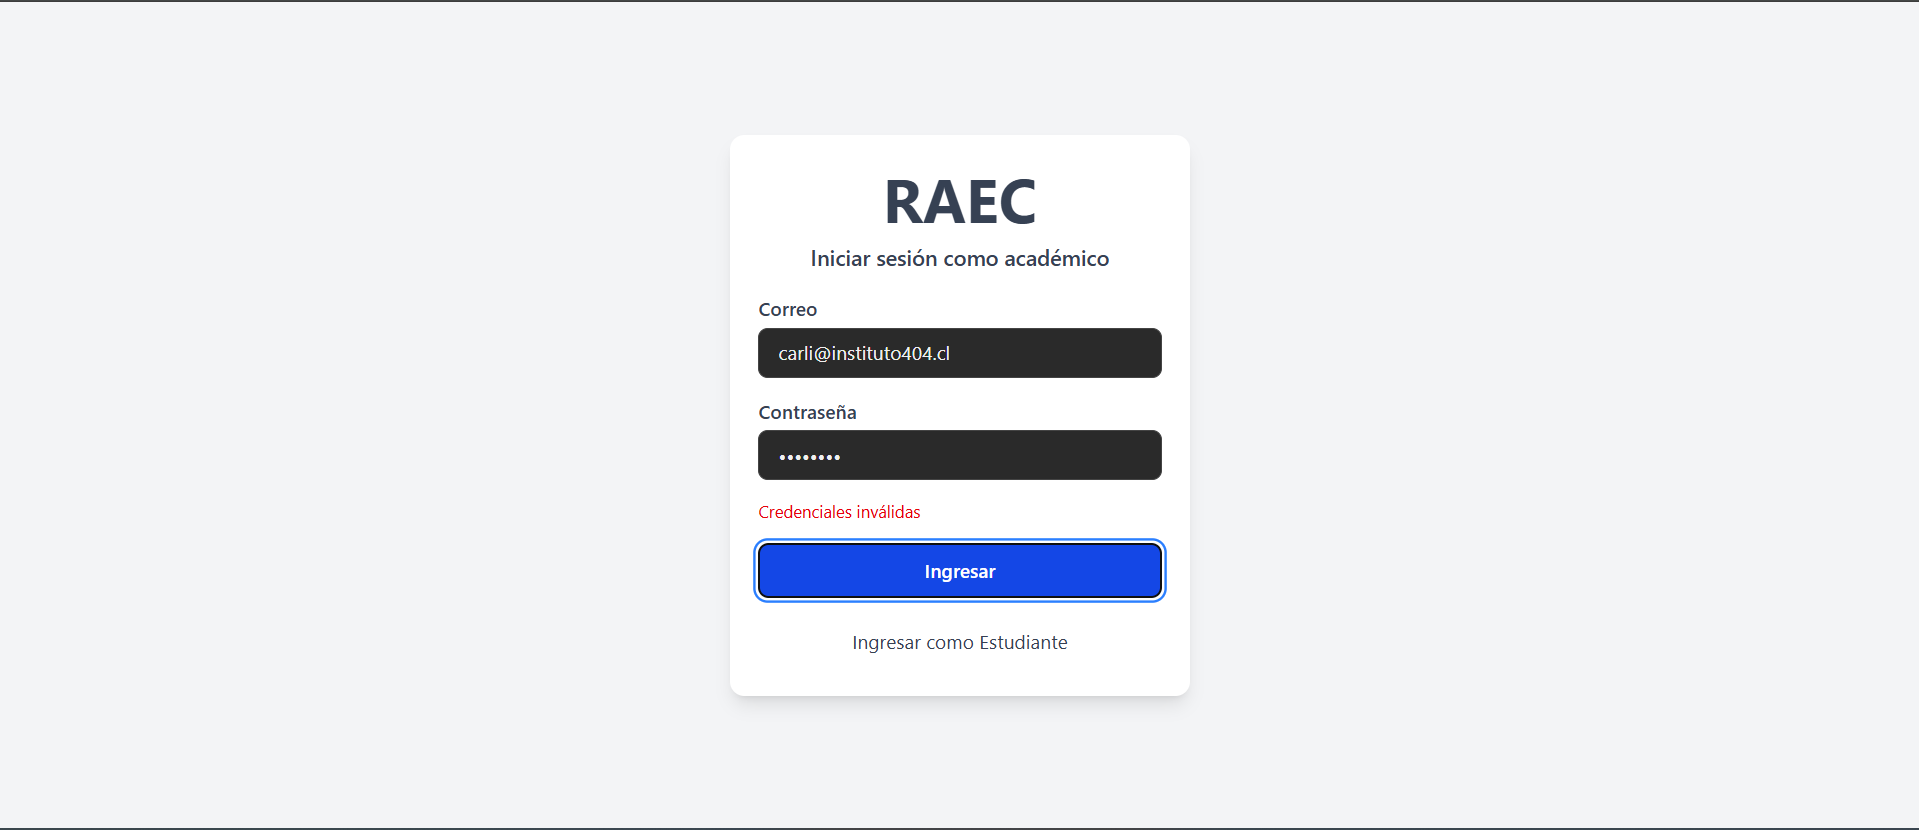 RAEC
Iniciar sesión como académico
Correo
carli@instituto404.cl
Contraseña
••••••••
Credenciales inválidas
Ingresar
Ingresar como Estudiante